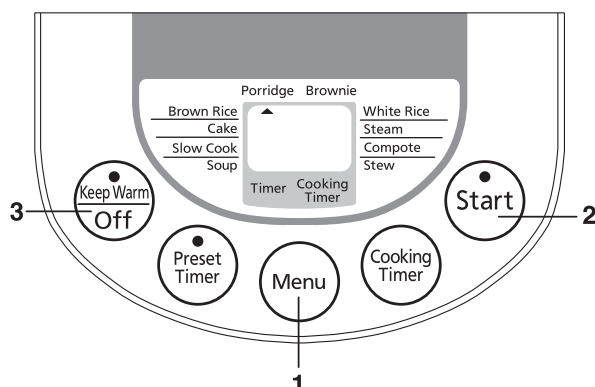 Porridge Brownie
Brown Rice
Cake
Slow Cook
Soup
White Rice
Steam
Compote
Stew
Timer
Cooking
Timer
Keep Warm
Off
3
Preset
Timer
Menu
1
Cooking
Timer
Start
2